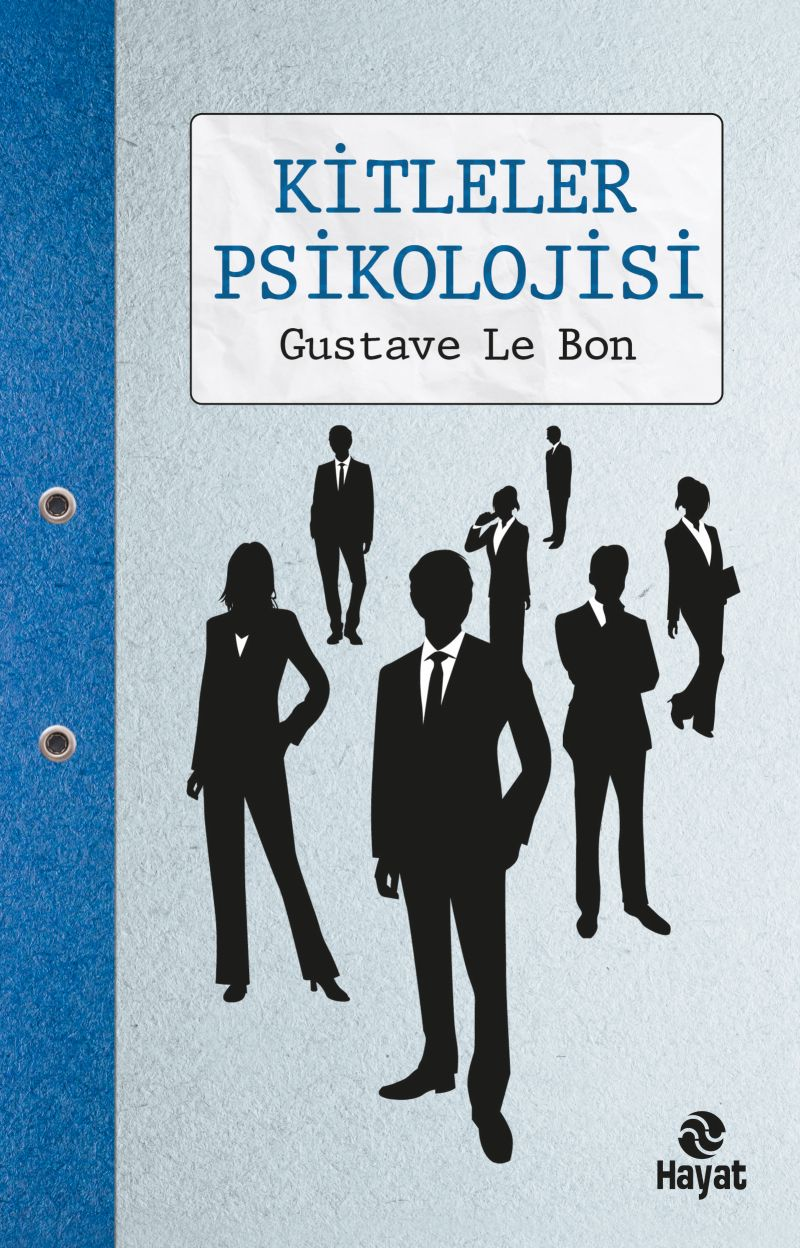 KİTLELER
PSİKOLOJİSİ
Gustave Le Bon
Hayat